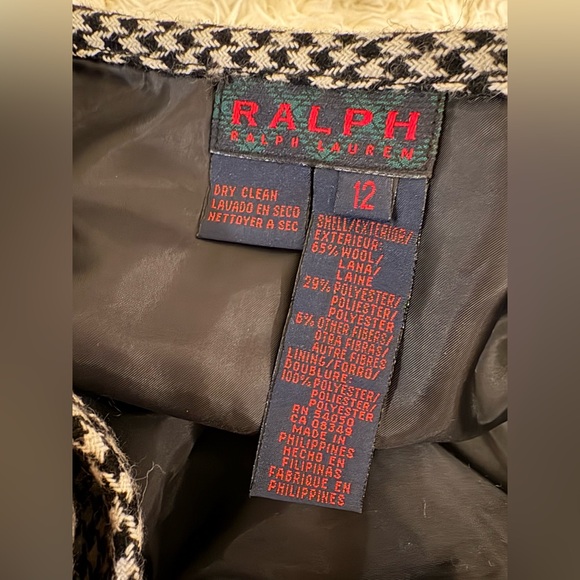 RALPH
RALPH LAUREN
DRY CLEAN
LAVADO EN SECO
NETTOYER A SEC
12
SHELL/EXTERIOR/
EXTERIEUR:
65% WOOL/
LANA/
LAINE
29% POLYESTER/
POLIESTER/
POLYESTER
6% OTHER FIBERS/
OTRA FIBRAS/
AUTRE FIBRES
LINING/FORRO/
DOUBLURE:
100% POLYESTER/
POLIESTER/
POLYESTER
RN 94050
CA 08349
MADE IN
PHILIPPINES
HECHO EN
FILIPINAS
FABRIQUE EN
PHILIPPINES